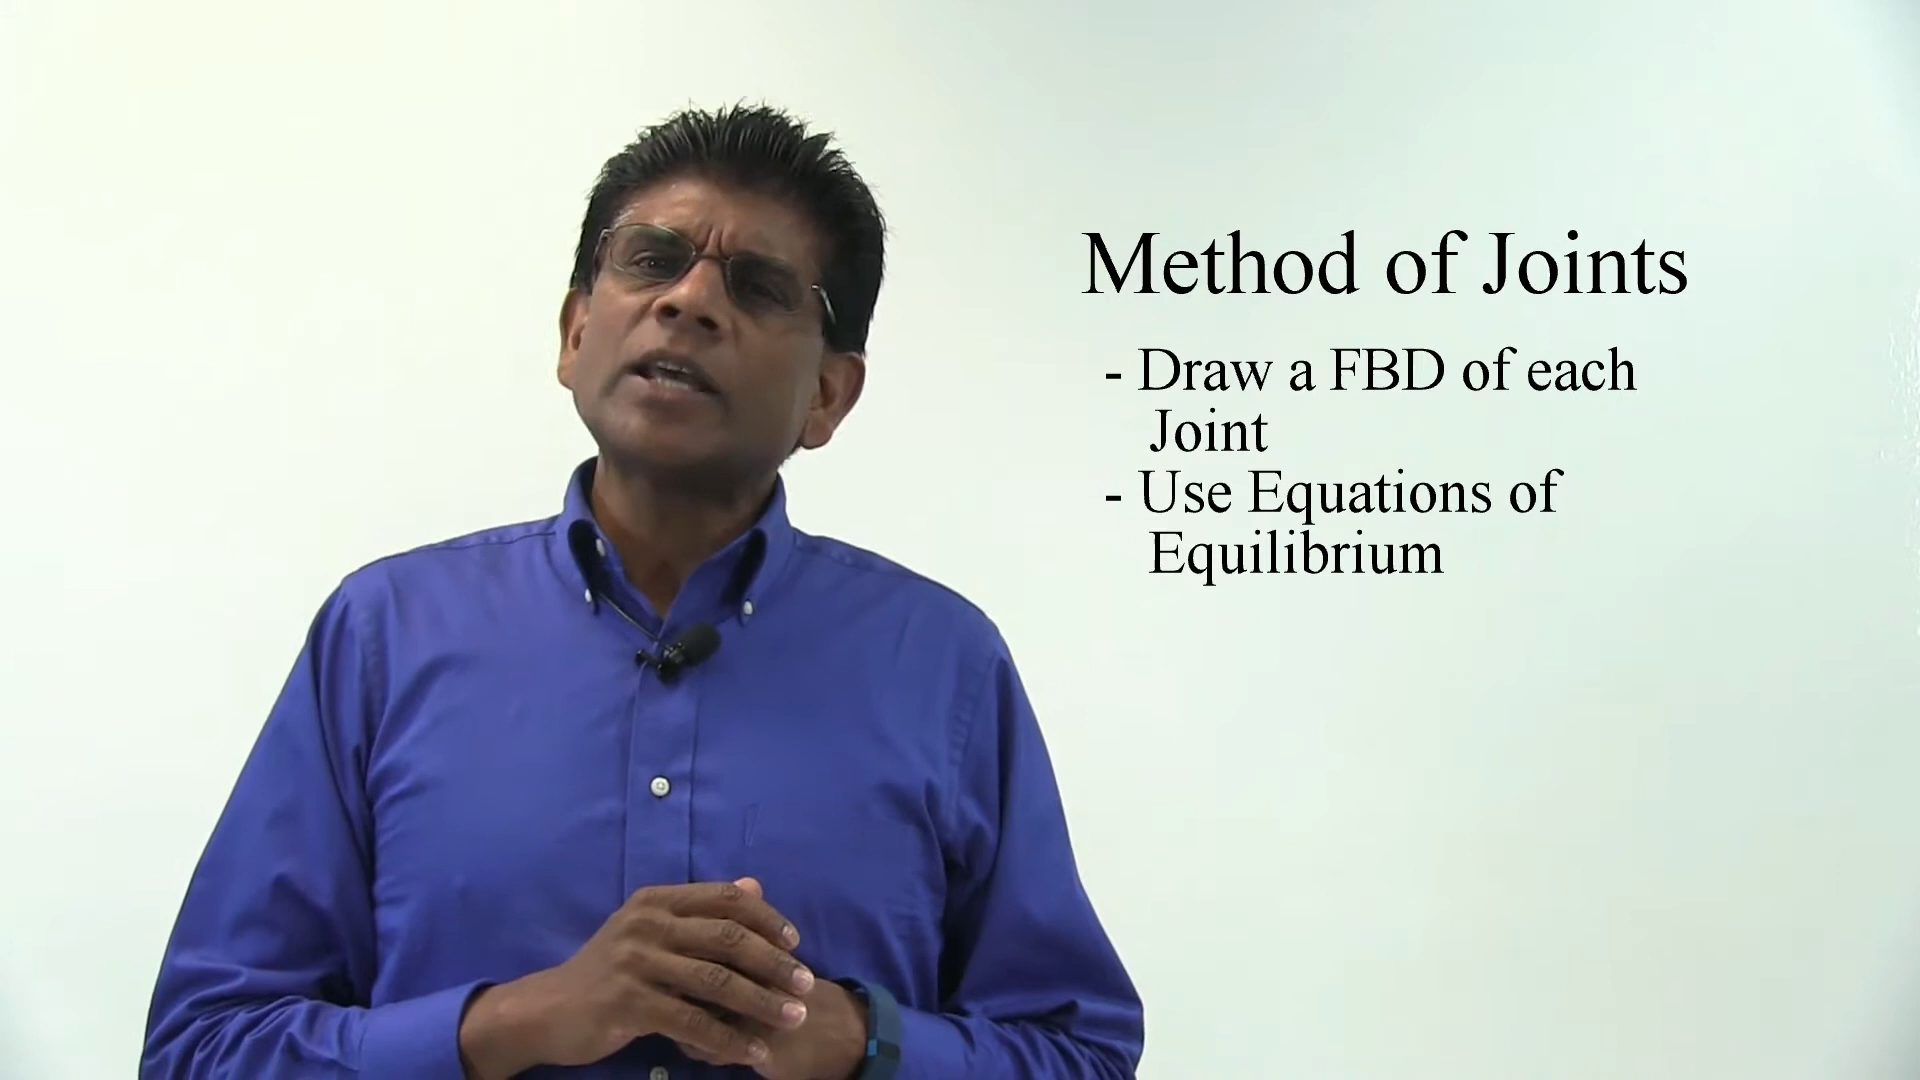 Method of Joints
- Draw a FBD of each
Joint
- Use Equations of
Equilibrium